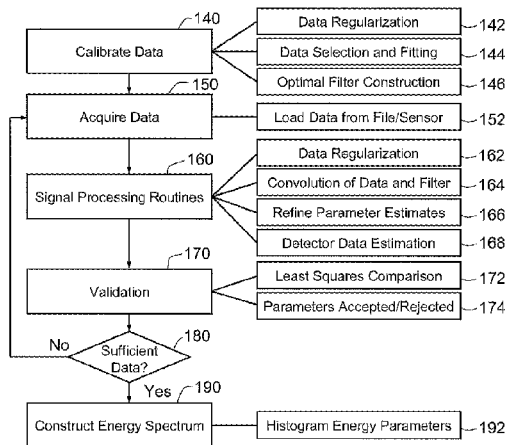 140
Calibrate Data
Data Regularization
142
Data Selection and Fitting
144
Optimal Filter Construction
146
150
Acquire Data
Load Data from File/Sensor
152
160
Signal Processing Routines
Data Regularization
162
Convolution of Data and Filter
164
Refine Parameter Estimates
166
Detector Data Estimation
168
170
Validation
Least Squares Comparison
172
Parameters Accepted/Rejected
174
180
No
Sufficient
Data?
Yes
190
Construct Energy Spectrum
Histogram Energy Parameters
192